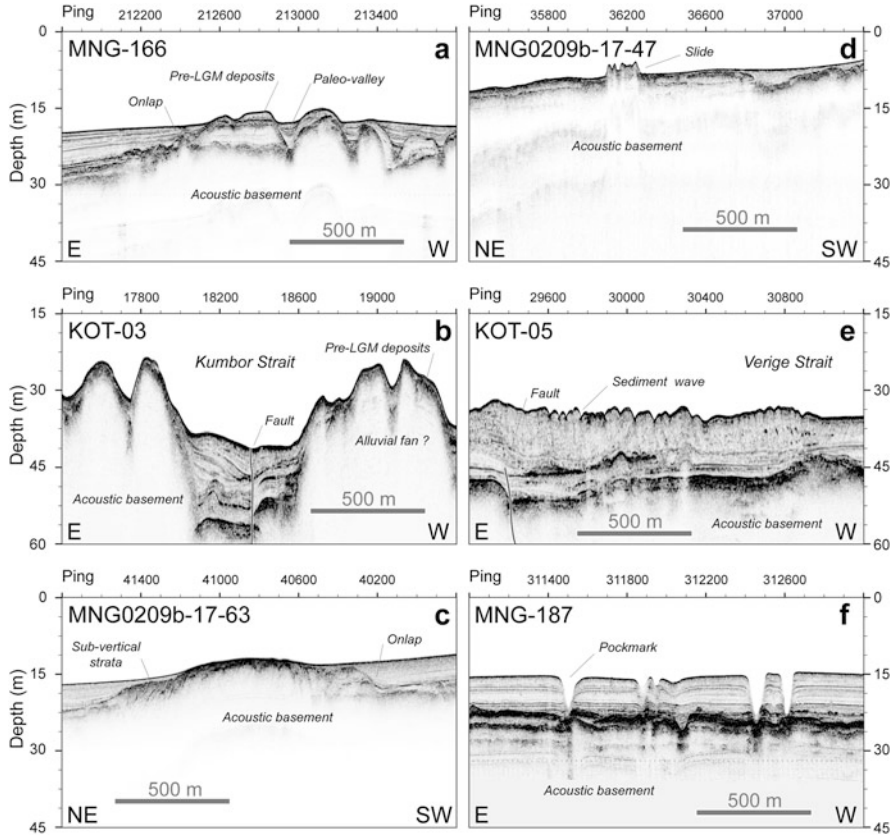 Ping 212200 212600 213000 213400
0
MNG-166
a
Pre-LGM deposits
Paleo-valley
Onlap
15
Depth (m)
30
Acoustic basement
500 m
45
E
W
Ping 35800 36200 36600 37000
0
MNG0209b-17-47
d
Slide
15
Acoustic basement
30
500 m
NE
SW
45
Ping 17800 18200 18600 19000
15
KOT-03
b
Kumbor Strait
Pre-LGM deposits
30
Fault
Depth (m)
Alluvial fan ?
45
Acoustic basement
500 m
60
E
W
Ping 29600 30000 30400 30800
15
KOT-05
e
Verige Strait
Sediment wave
Fault
30
45
500 m
Acoustic basement
E
W
60
Ping 41400 41000 40600 40200
0
MNG0209b-17-63
c
Sub-vertical
strata
Onlap
15
Depth (m)
Acoustic basement
30
500 m
45
NE
SW
Ping 311400 311800 312200 312600
0
MNG-187
f
Pockmark
15
30
Acoustic basement
500 m
E
W
45